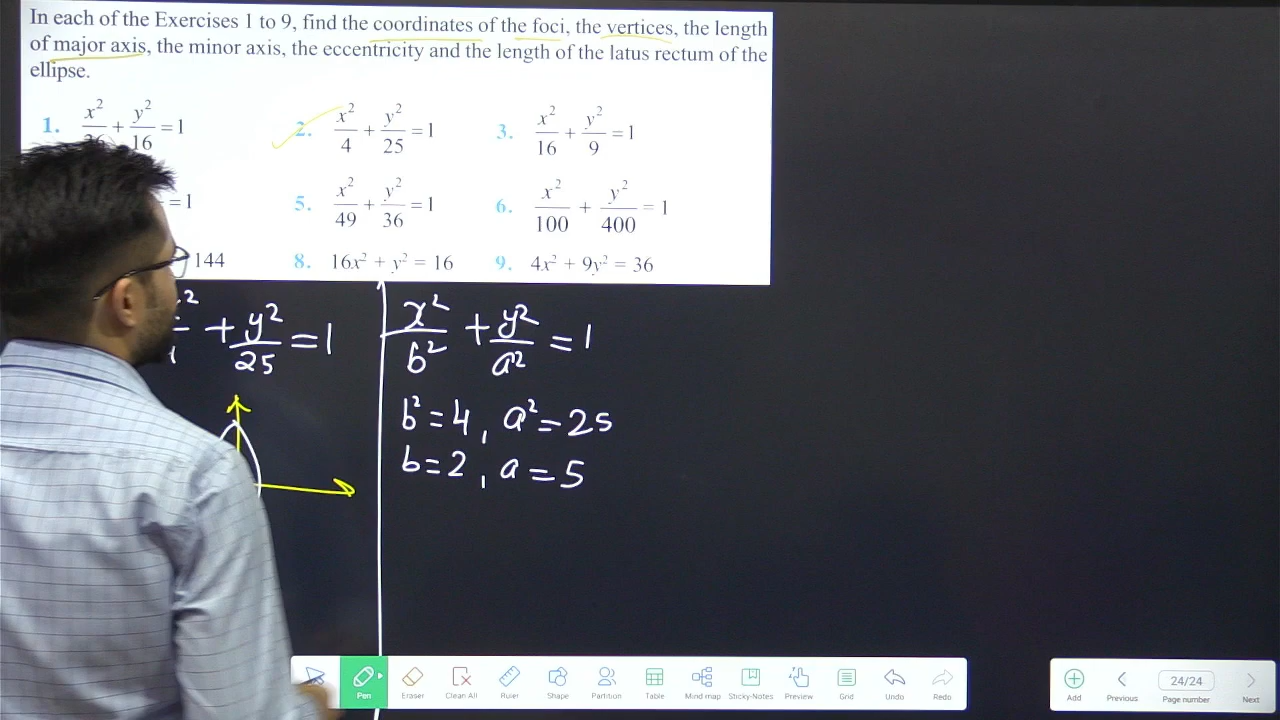 In each of the Exercises 1 to 9, find the coordinates of the foci, the vertices, the length
of major axis, the minor axis, the eccentricity and the length of the latus rectum of the
ellipse.
1. x²/36 + y²/16 = 1 2. x²/4 + y²/25 = 1 3. x²/16 + y²/9 = 1
= 1 5. x²/49 + y²/36 = 1 6. x²/100 + y²/400 = 1
144 8. 16x² + y² = 16 9. 4x² + 9y² = 36
+ y²/25 = 1 x²/b² + y²/a² = 1
b² = 4, a² = 25
b = 2, a = 5
Pen Eraser Clean All Ruler Shape Partition Table Mind map Sticky-Notes Preview Grid Undo Redo
Add Previous 24/24 Page number Next